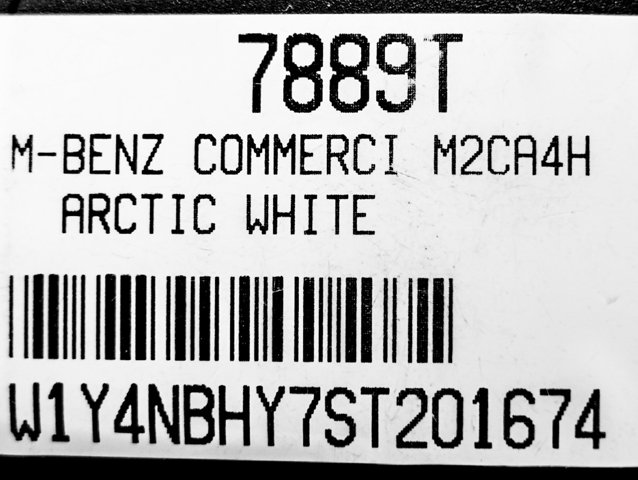 7889T
M-BENZ COMMERCI M2CA4H
ARCTIC WHITE
W1Y4NBHY7ST201674